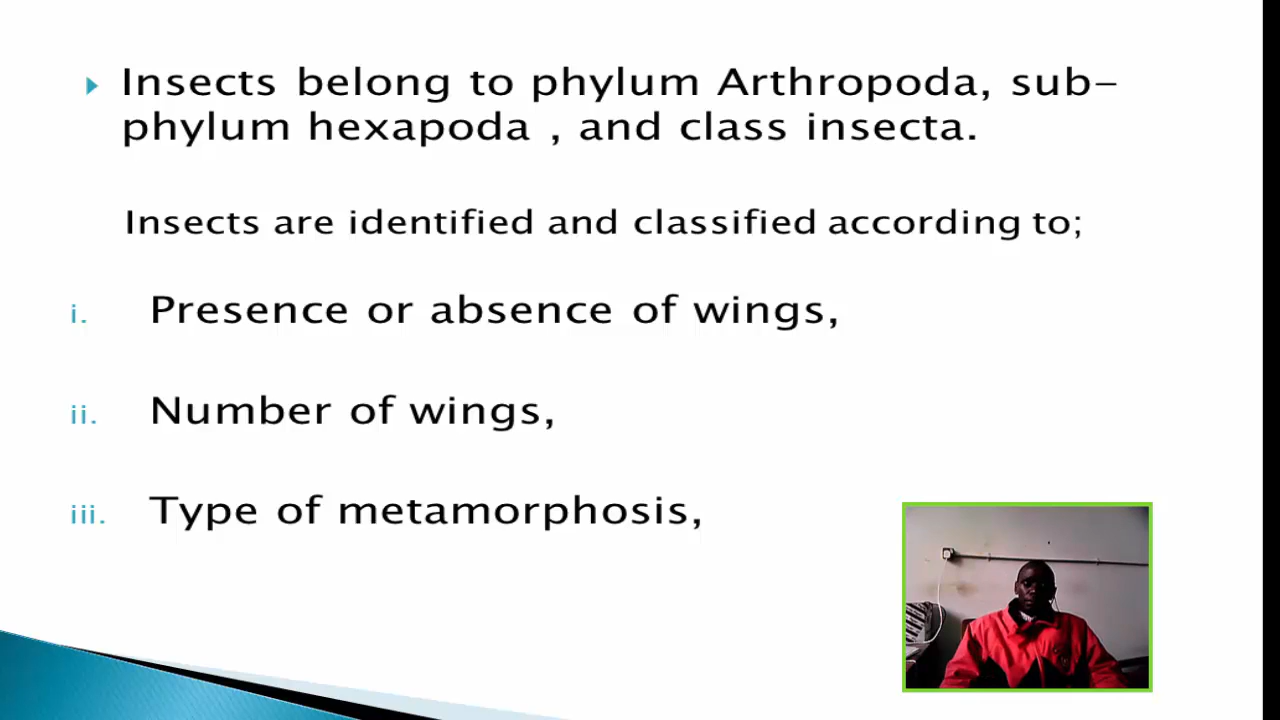 Insects belong to phylum Arthropoda, sub-
phylum hexapoda , and class insecta.
Insects are identified and classified according to;
i. Presence or absence of wings,
ii. Number of wings,
iii. Type of metamorphosis,